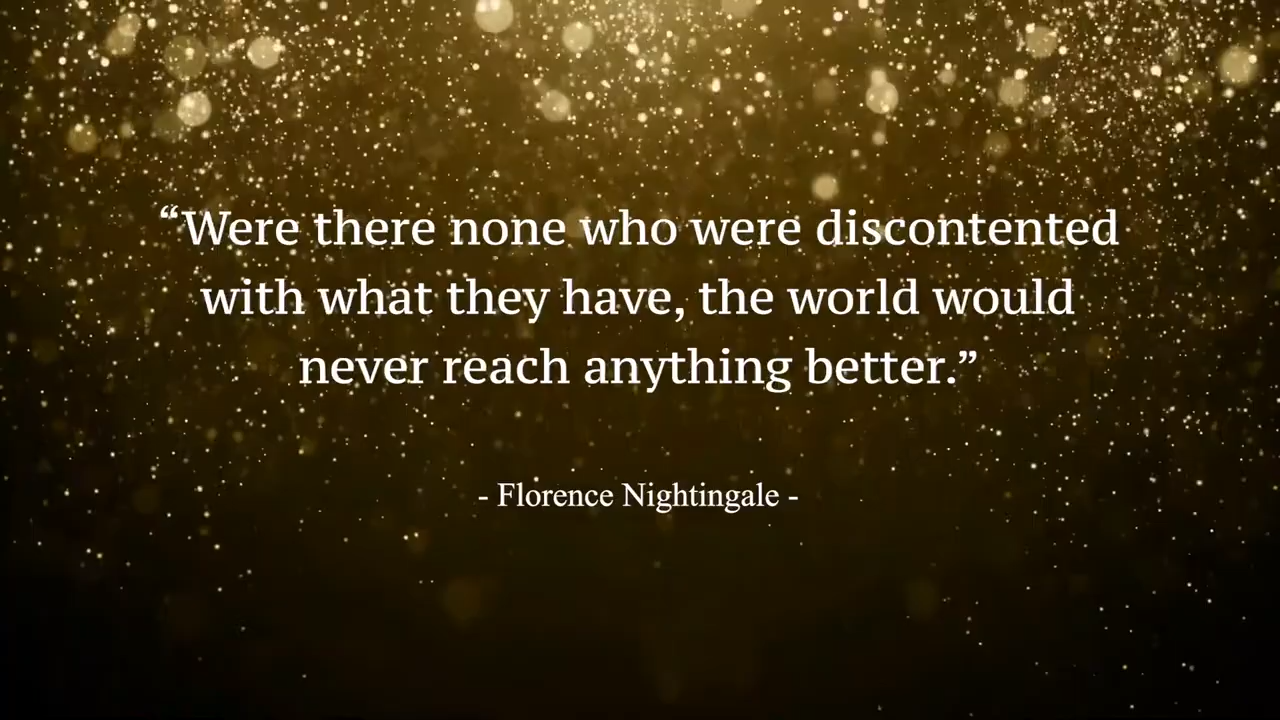 “Were there none who were discontented
with what they have, the world would
never reach anything better.”
- Florence Nightingale -